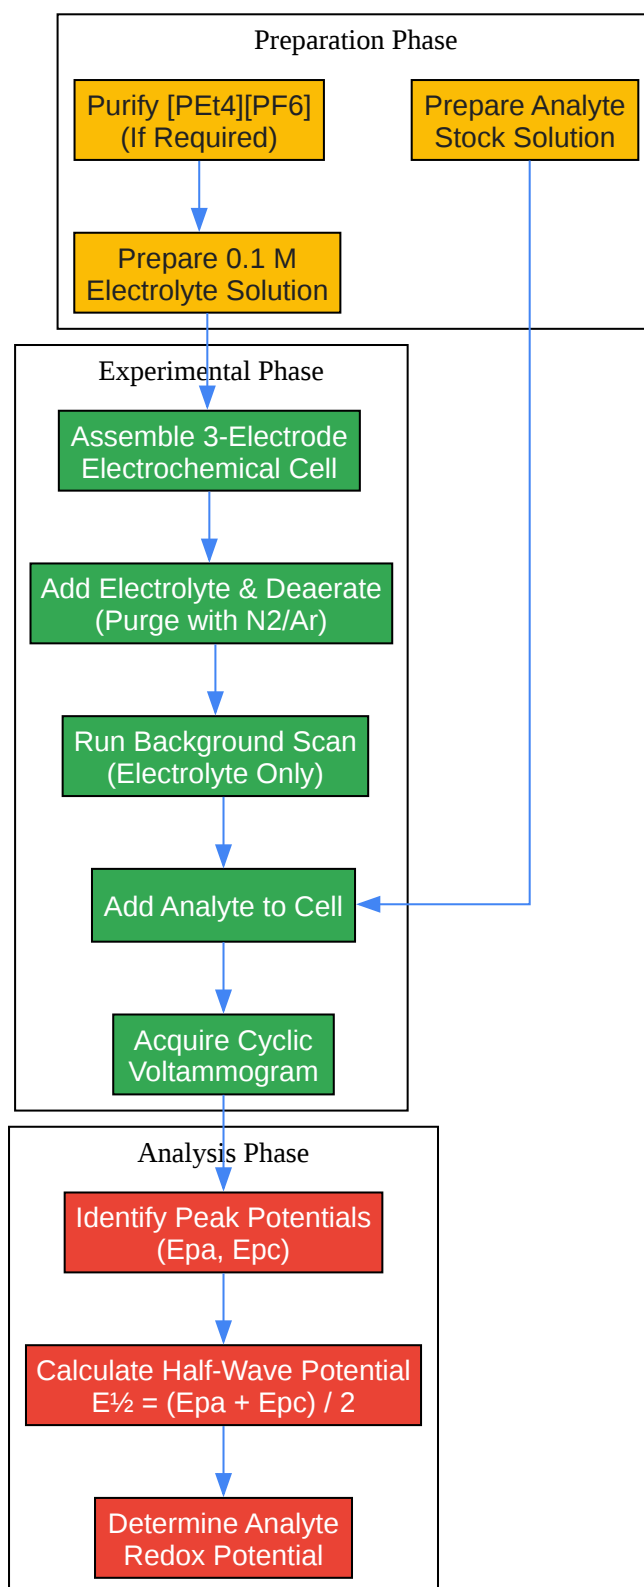 Preparation Phase
Purify [PEt4][PF6]
(If Required)
Prepare Analyte
Stock Solution
Prepare 0.1 M
Electrolyte Solution
Experimental Phase
Assemble 3-Electrode
Electrochemical Cell
Add Electrolyte & Deaerate
(Purge with N2/Ar)
Run Background Scan
(Electrolyte Only)
Add Analyte to Cell
Acquire Cyclic
Voltammogram
Analysis Phase
Identify Peak Potentials
(Epa, Epc)
Calculate Half-Wave Potential
E½ = (Epa + Epc) / 2
Determine Analyte
Redox Potential